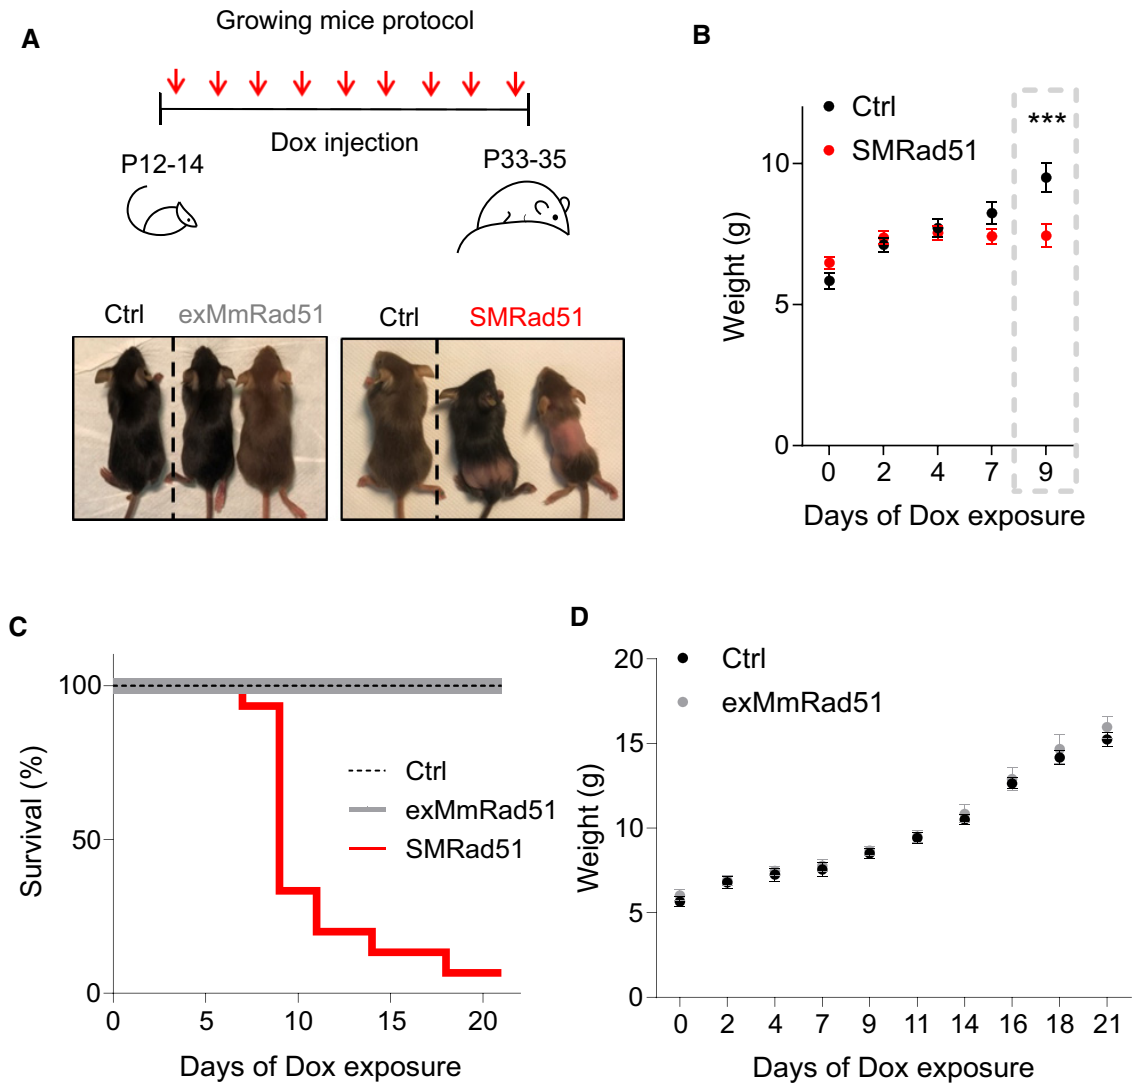 A
Growing mice protocol
Dox injection
P12-14
P33-35
Ctrl
exMmRad51
Ctrl
SMRad51
B
Ctrl
SMRad51
***
10
5
0
Weight (g)
0 2 4 7 9
Days of Dox exposure
C
100
50
0
Survival (%)
Ctrl
exMmRad51
SMRad51
0 5 10 15 20
Days of Dox exposure
D
Ctrl
exMmRad51
20
15
10
5
0
Weight (g)
0 2 4 7 9 11 14 16 18 21
Days of Dox exposure